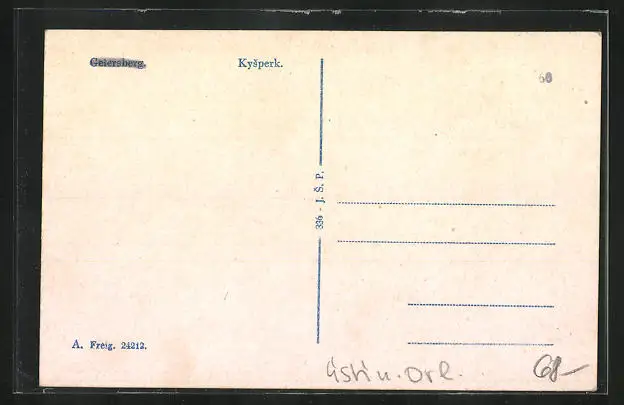 Geiersberg. Kyšperk.
60
336 - J. Š. P.
A. Freig. 24212.
Ústí n. Orl. 68-